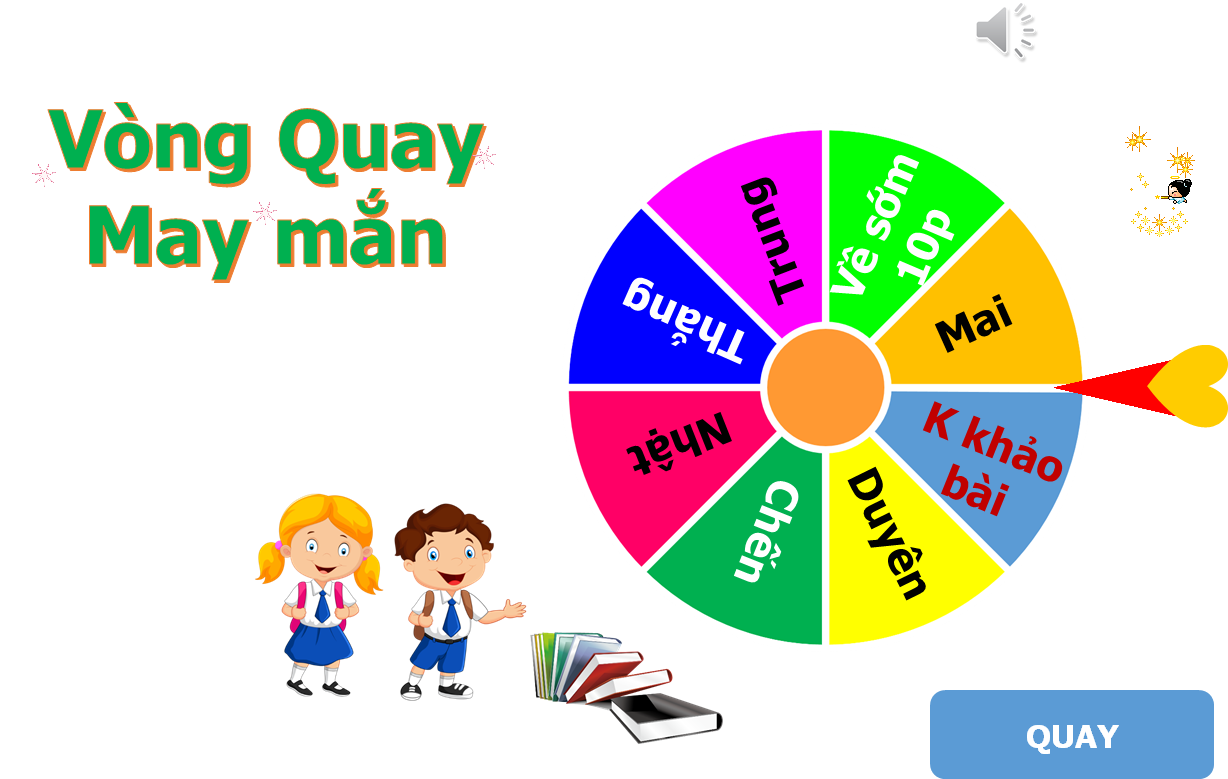 Vòng Quay
May mắn
Về sớm
10p
Mai
K khảo
bài
Duyên
Chến
Nhật
Thắng
Trung
QUAY